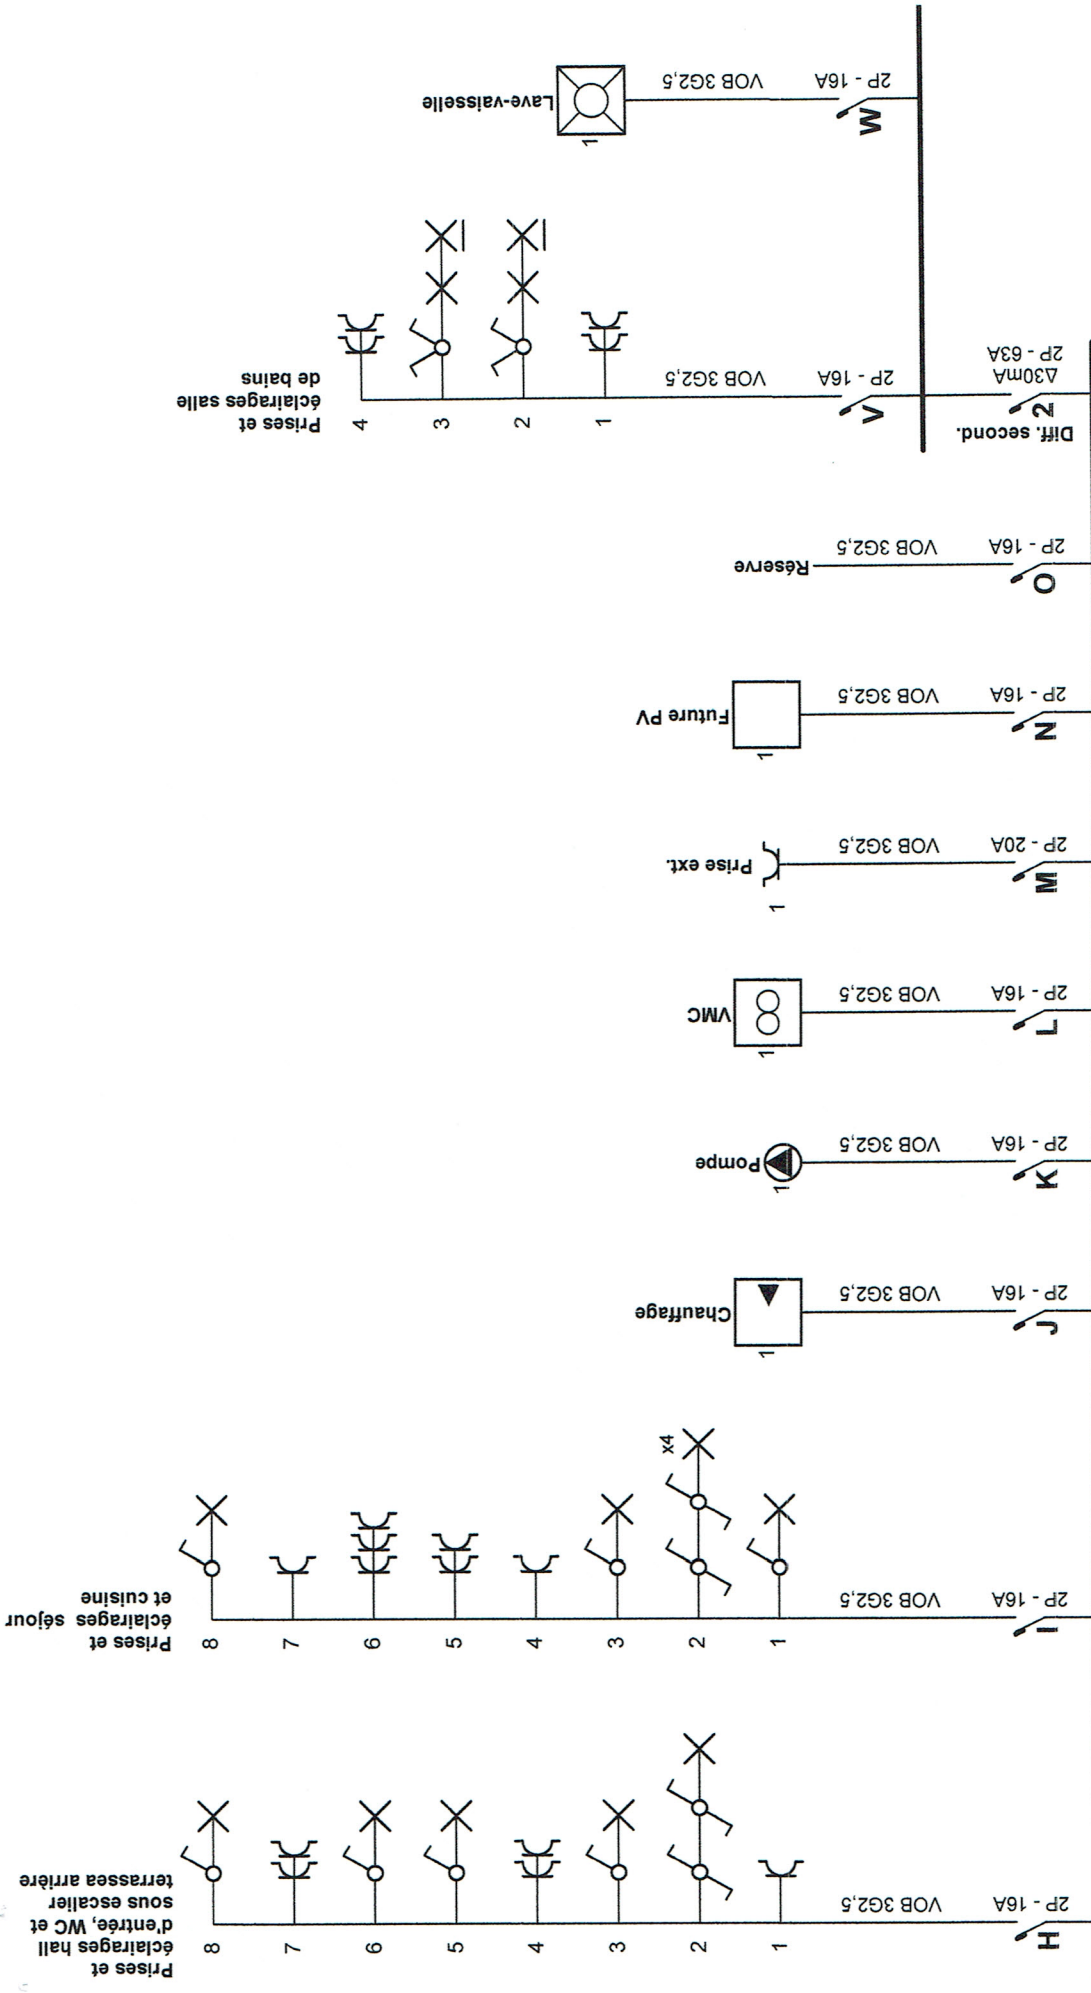 Prises et
éclairages hall
d'entrée, WC et
sous escalier
terrassea arrière
8
7
6
5
4
3
2
1
VOB 3G2,5
2P - 16A
H
Prises et
éclairages séjour
et cuisine
8
7
6
5
4
3
2
x4
1
VOB 3G2,5
2P - 16A
I
Chauffage
1
VOB 3G2,5
2P - 16A
J
Pompe
1
VOB 3G2,5
2P - 16A
K
VMC
1
VOB 3G2,5
2P - 16A
L
Prise ext.
1
VOB 3G2,5
2P - 20A
M
Future PV
1
VOB 3G2,5
2P - 16A
N
Réserve
VOB 3G2,5
2P - 16A
O
Prises et
éclairages salle
de bains
4
3
2
1
VOB 3G2,5
2P - 16A
V
Diff. second.
2
Δ30mA
2P - 63A
Lave-vaisselle
1
VOB 3G2,5
2P - 16A
W